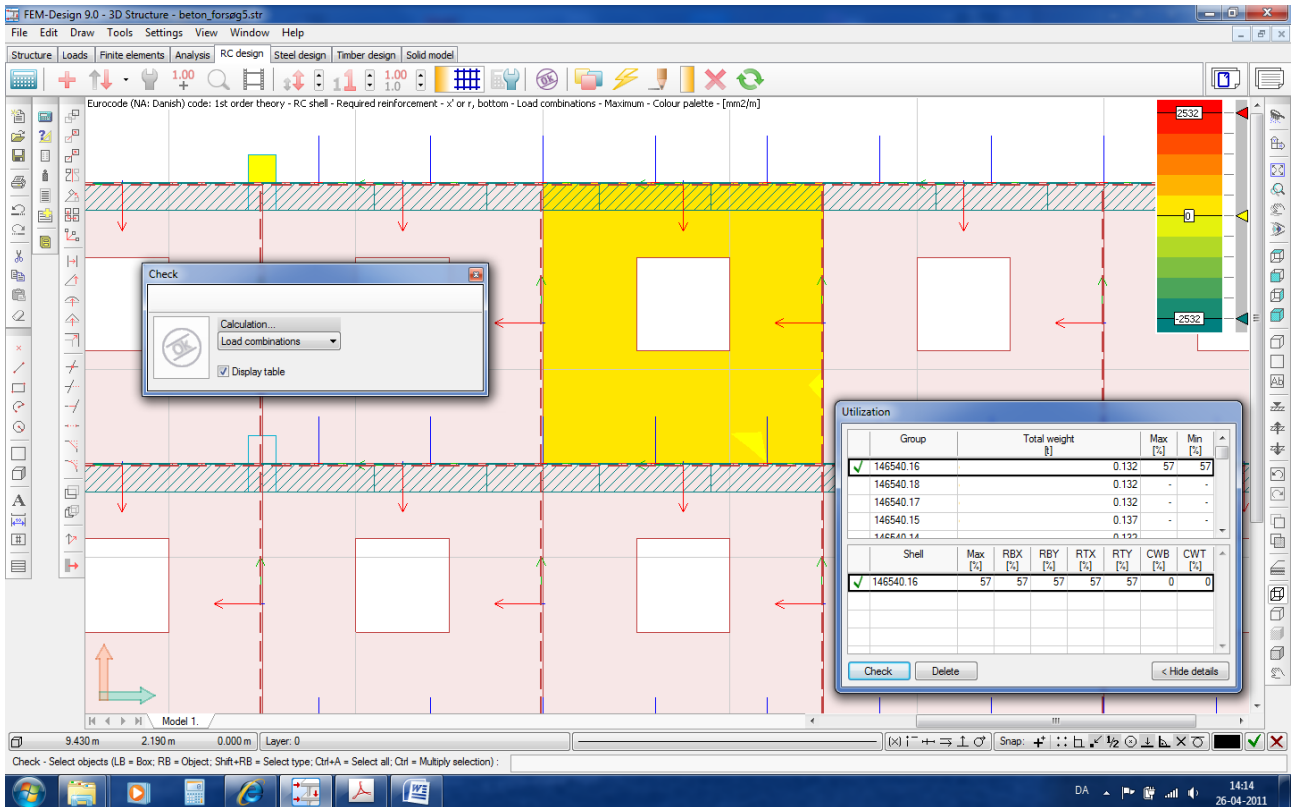 FEM-Design 9.0 - 3D Structure - beton_forsøg5.str
File Edit Draw Tools Settings View Window Help
Structure Loads Finite elements Analysis RC design Steel design Timber design Solid model
1.00 1.00 1.0
Eurocode (NA: Danish) code: 1st order theory - RC shell - Required reinforcement - x' or r, bottom - Load combinations - Maximum - Colour palette - [mm2/m]
2532
0
-2532
Check
Calculation...
Load combinations
Display table
Utilization
Group Total weight [t] Max [%] Min [%]
146540.16 0.132 57 57
146540.18 0.132 - -
146540.17 0.132 - -
146540.15 0.137 - -
146540.14 0.132
Shell Max [%] RBX [%] RBY [%] RTX [%] RTY [%] CWB [%] CWT [%]
146540.16 57 57 57 57 57 0 0
Check Delete < Hide details
Model 1.
9.430 m 2.190 m 0.000 m Layer: 0 Snap:
Check - Select objects (LB = Box; RB = Object; Shift+RB = Select type; Ctrl+A = Select all; Ctrl = Multiply selection) :
DA 14:14
26-04-2011